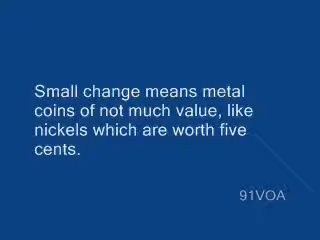 Small change means metal
coins of not much value, like
nickels which are worth five
cents.
91VOA